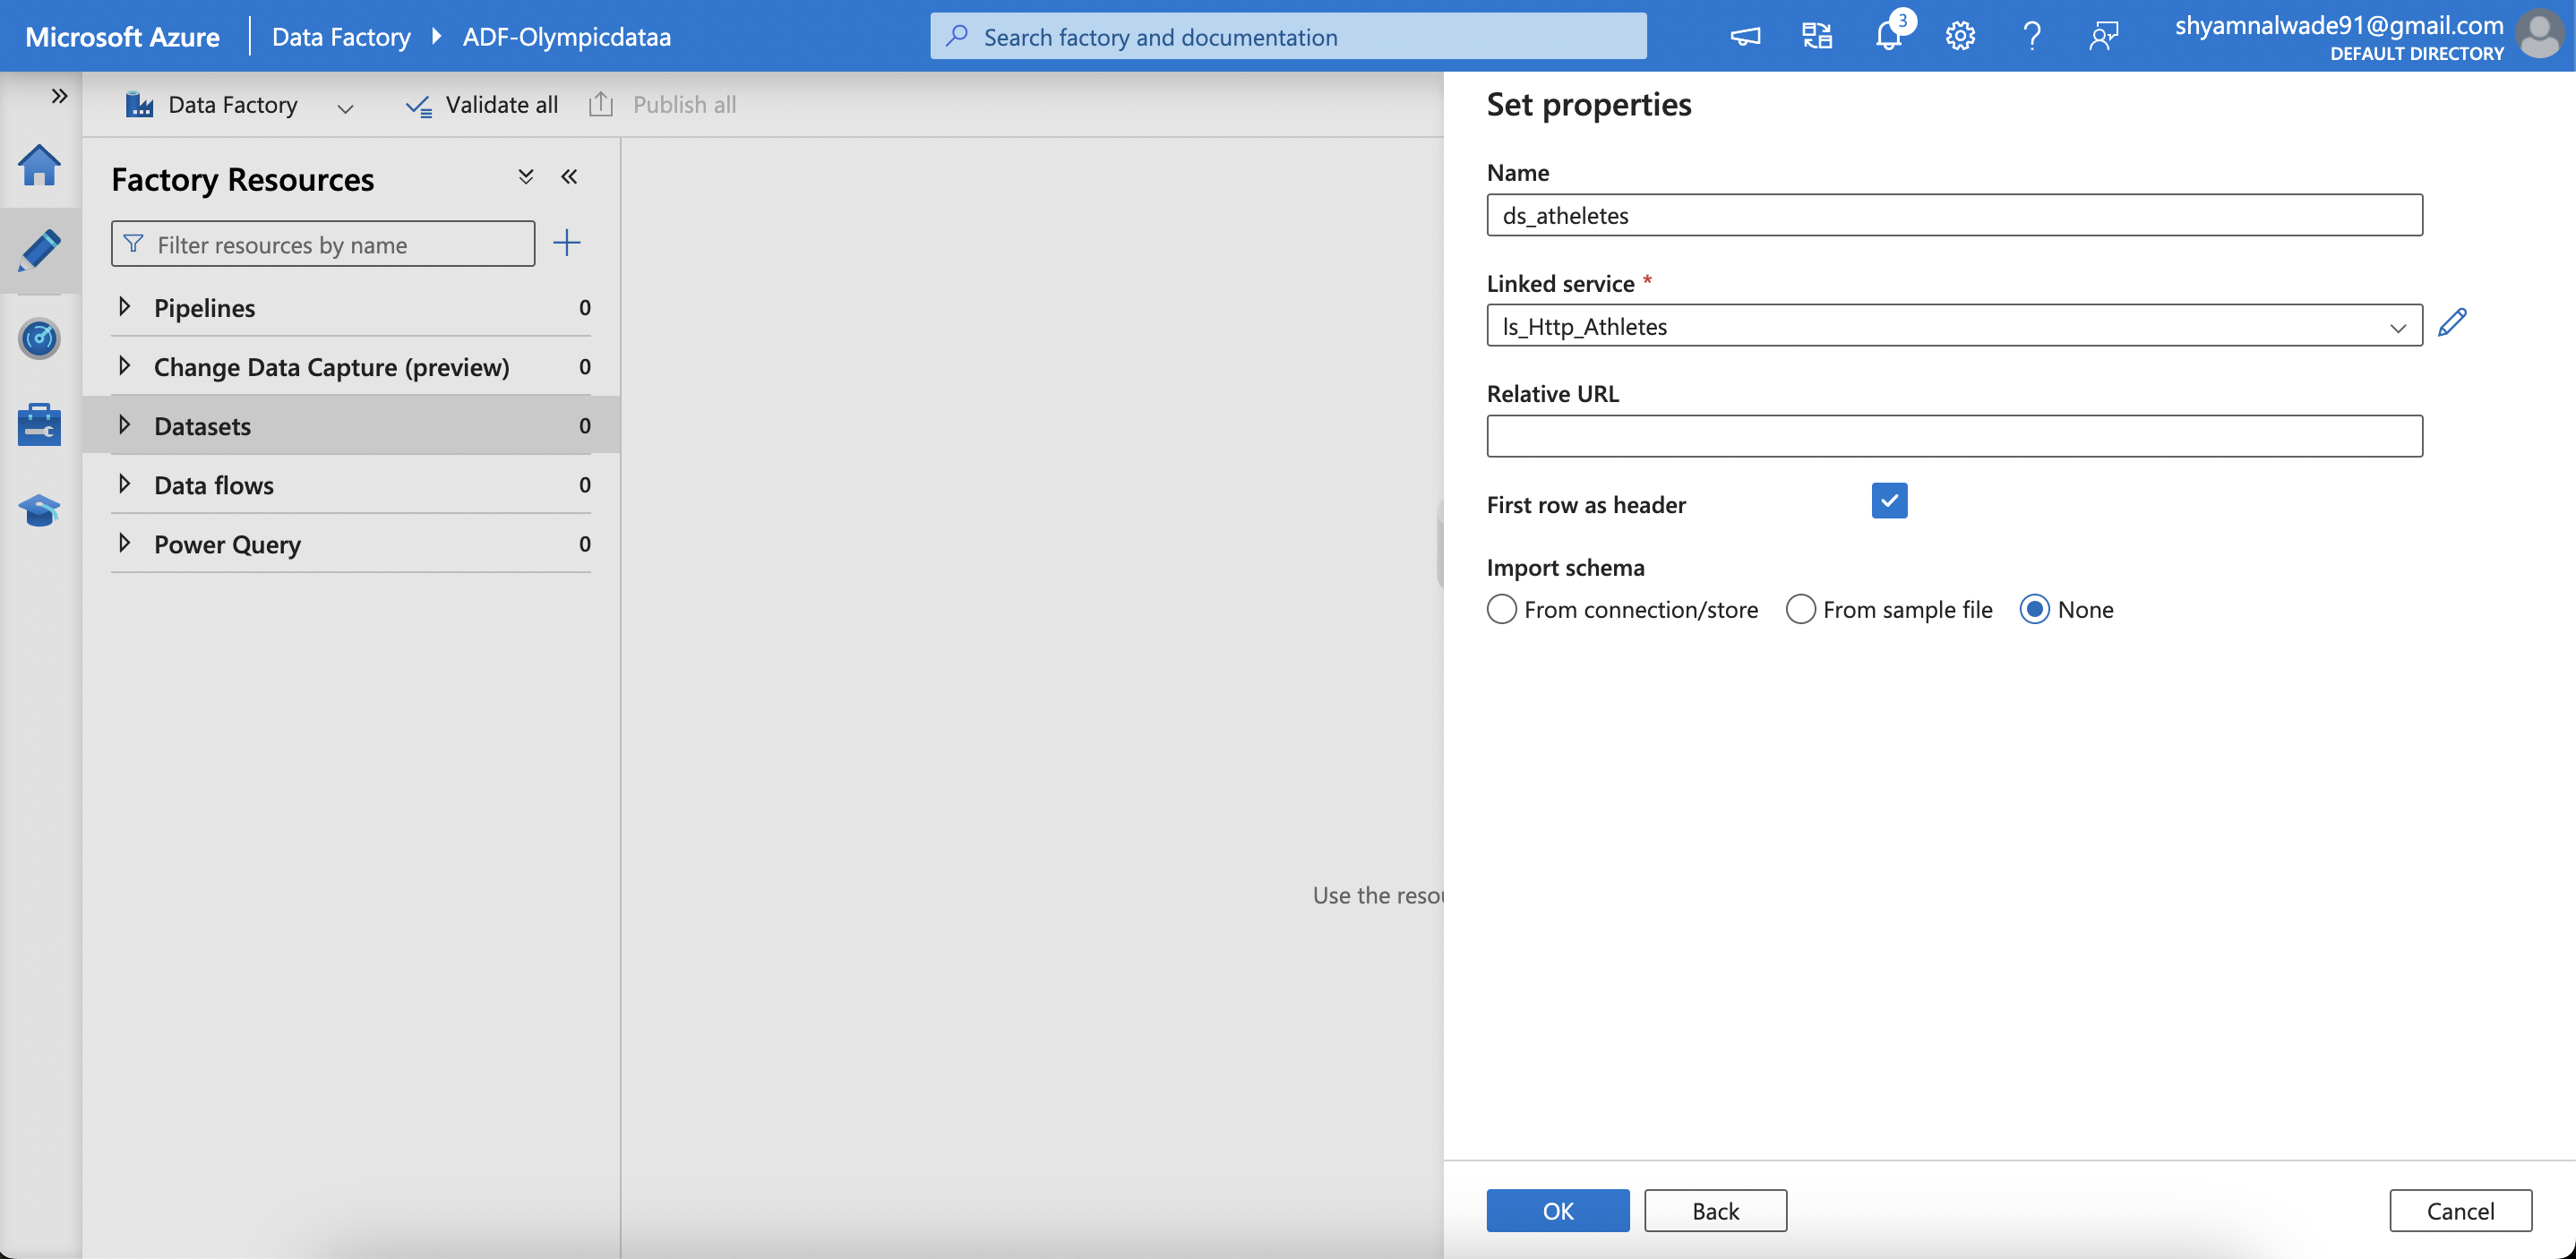 Microsoft Azure
Data Factory
ADF-Olympicdataa
Search factory and documentation
3
shyamnalwade91@gmail.com
DEFAULT DIRECTORY
Data Factory
Validate all
Publish all
Factory Resources
Filter resources by name
Pipelines 0
Change Data Capture (preview) 0
Datasets 0
Data flows 0
Power Query 0
Use the resou
Set properties
Name
ds_atheletes
Linked service *
ls_Http_Athletes
Relative URL
First row as header
Import schema
From connection/store From sample file None
OK Back Cancel